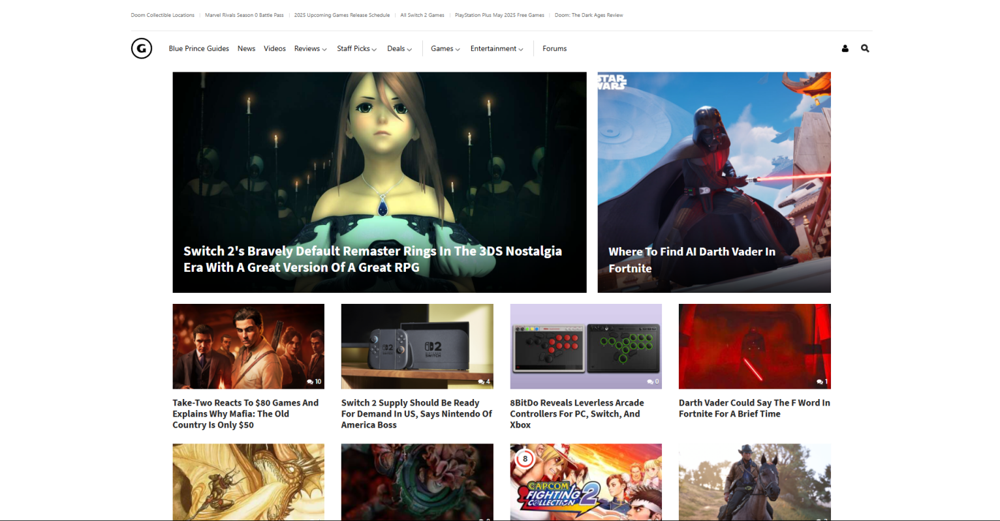 Doom Collectible Locations
Marvel Rivals Season 0 Battle Pass
2025 Upcoming Games Release Schedule
All Switch 2 Games
PlayStation Plus May 2025 Free Games
Doom: The Dark Ages Review
G
Blue Prince Guides
News
Videos
Reviews
Staff Picks
Deals
Games
Entertainment
Forums
STAR
WARS
Switch 2's Bravely Default Remaster Rings In The 3DS Nostalgia
Era With A Great Version Of A Great RPG
Where To Find AI Darth Vader In
Fortnite
10
2
2
SWITCH
4
0
1
Take-Two Reacts To $80 Games And
Explains Why Mafia: The Old
Country Is Only $50
Switch 2 Supply Should Be Ready
For Demand In US, Says Nintendo Of
America Boss
8BitDo Reveals Leverless Arcade
Controllers For PC, Switch, And
Xbox
Darth Vader Could Say The F Word In
Fortnite For A Brief Time
8
CAPCOM
FIGHTING
COLLECTION 2